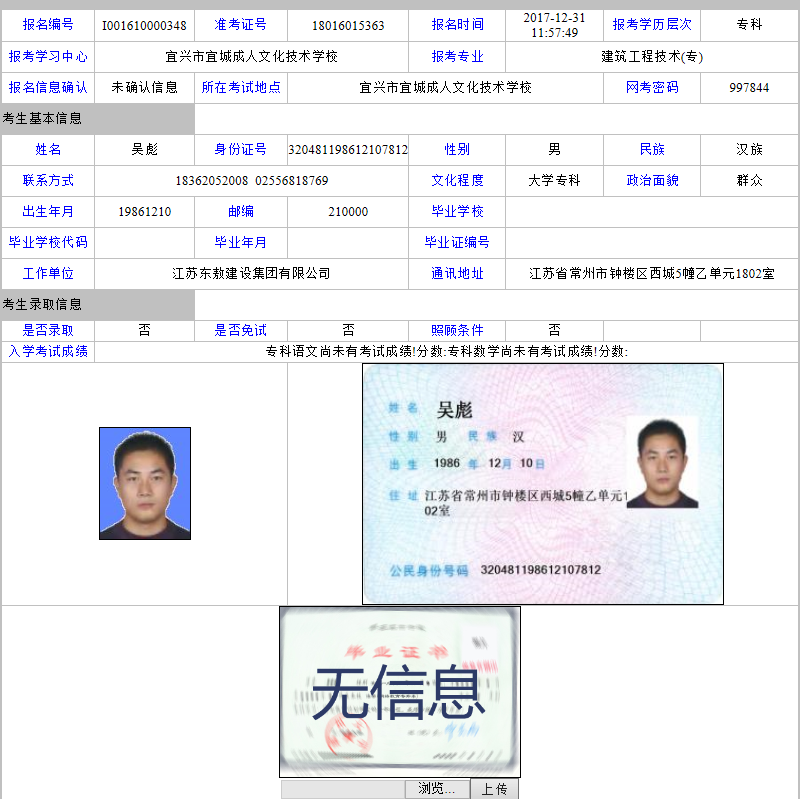 报名编号 I001610000348 准考证号 18016015363 报名时间 2017-12-31 11:57:49 报考学历层次 专科
报考学习中心 宜兴市宜城成人文化技术学校 报考专业 建筑工程技术(专)
报名信息确认 未确认信息 所在考试地点 宜兴市宜城成人文化技术学校 网考密码 997844
考生基本信息
姓名 吴彪 身份证号 320481198612107812 性别 男 民族 汉族
联系方式 18362052008 02556818769 文化程度 大学专科 政治面貌 群众
出生年月 19861210 邮编 210000 毕业学校
毕业学校代码 毕业年月 毕业证编号
工作单位 江苏东敖建设集团有限公司 通讯地址 江苏省常州市钟楼区西城5幢乙单元1802室
考生录取信息
是否录取 否 是否免试 否 照顾条件 否
入学考试成绩 专科语文尚未有考试成绩!分数:专科数学尚未有考试成绩!分数:
姓名 吴彪
性别 男 民族 汉
出生 1986 年 12月 10日
住址 江苏省常州市钟楼区西城5幢乙单元1
02室
公民身份号码 320481198612107812
毕业证书
无信息
浏览... 上传